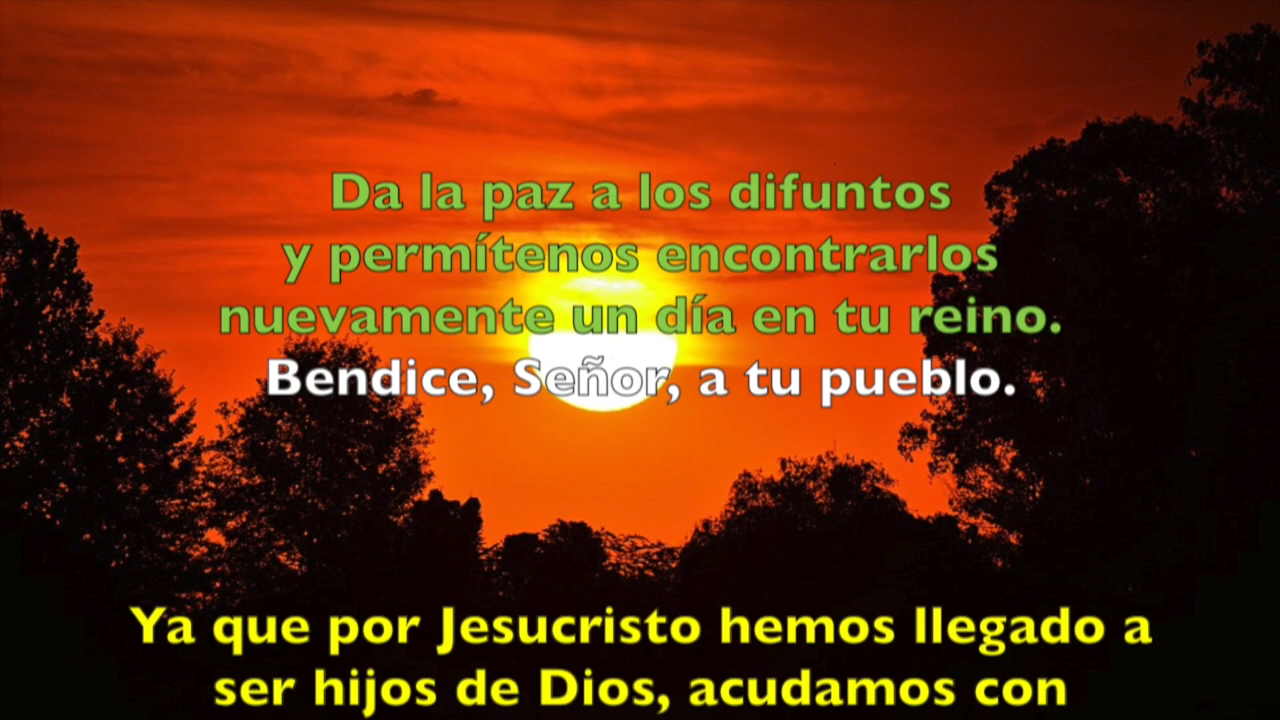 Da la paz a los difuntos
y permítenos encontrarlos
nuevamente un día en tu reino.
Bendice, Señor, a tu pueblo.
Ya que por Jesucristo hemos llegado a
ser hijos de Dios, acudamos con